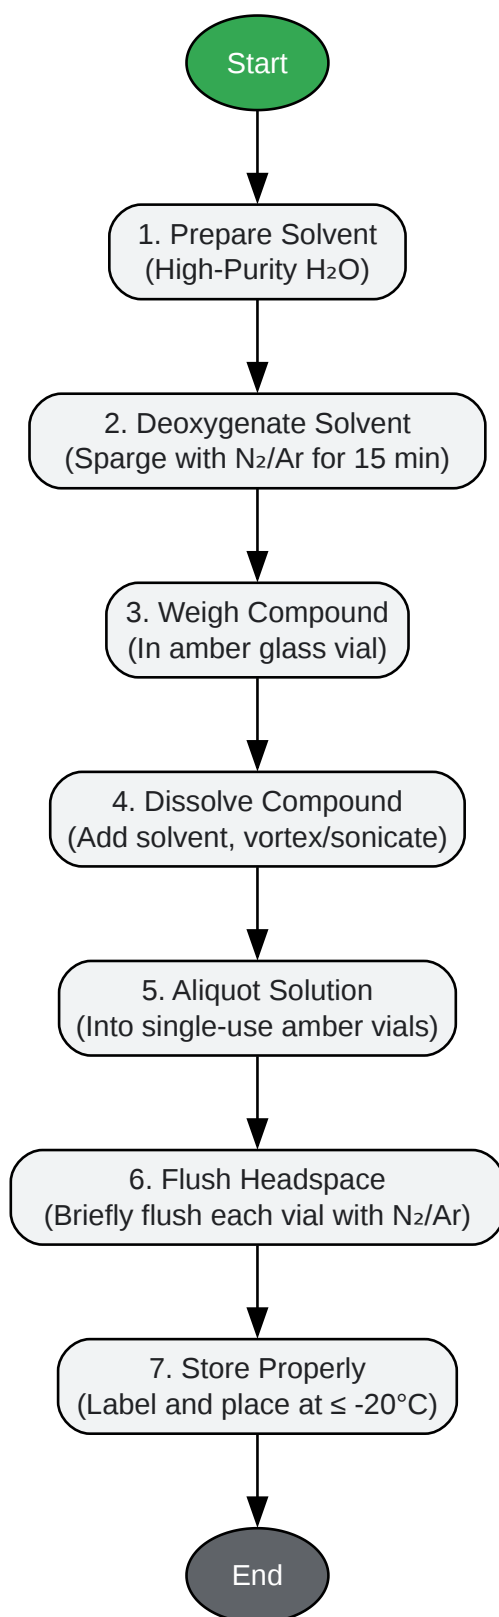 Start
1. Prepare Solvent
(High-Purity H₂O)
2. Deoxygenate Solvent
(Sparge with N₂/Ar for 15 min)
3. Weigh Compound
(In amber glass vial)
4. Dissolve Compound
(Add solvent, vortex/sonicate)
5. Aliquot Solution
(Into single-use amber vials)
6. Flush Headspace
(Briefly flush each vial with N₂/Ar)
7. Store Properly
(Label and place at ≤ -20°C)
End